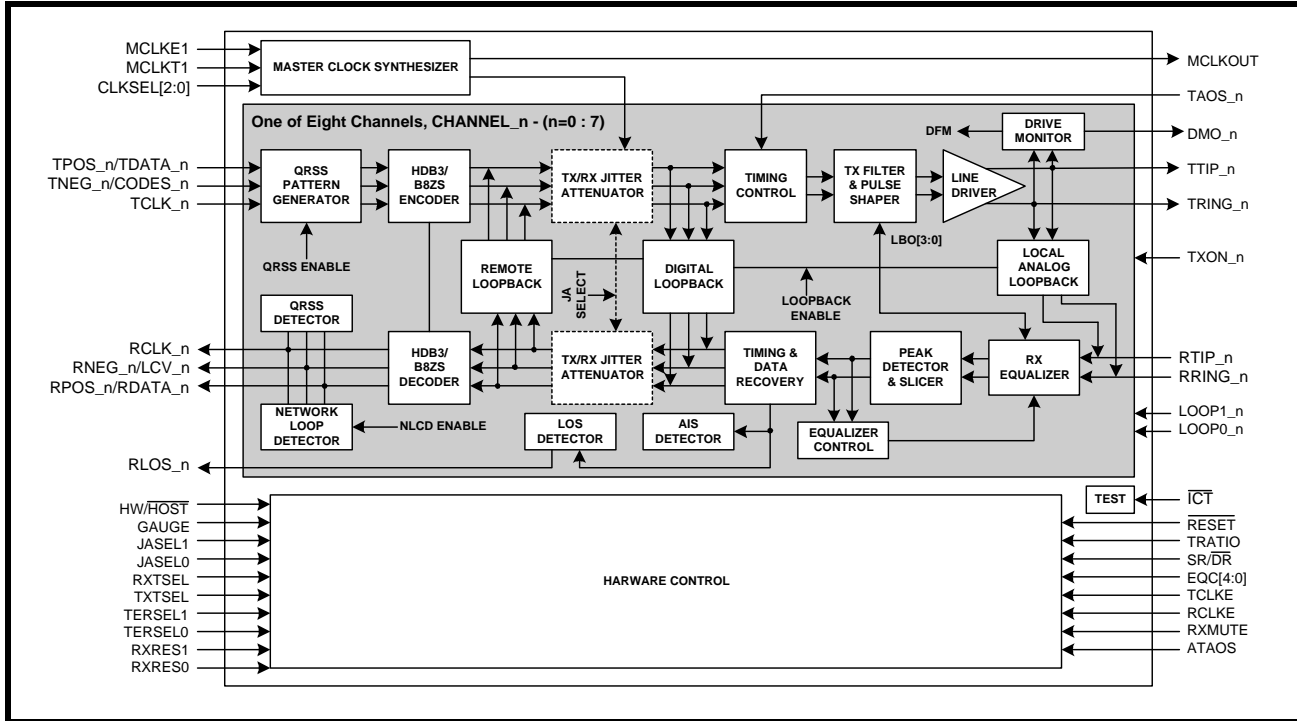 MCLKE1
MCLKT1
CLKSEL[2:0]
MASTER CLOCK SYNTHESIZER
MCLKOUT
TAOS_n
One of Eight Channels, CHANNEL_n - (n=0 : 7)
DFM
DRIVE
MONITOR
DMO_n
TPOS_n/TDATA_n
TNEG_n/CODES_n
TCLK_n
QRSS
PATTERN
GENERATOR
HDB3/
B8ZS
ENCODER
TX/RX JITTER
ATTENUATOR
TIMING
CONTROL
TX FILTER
& PULSE
SHAPER
LINE
DRIVER
TTIP_n
TRING_n
QRSS ENABLE
REMOTE
LOOPBACK
JA
SELECT
DIGITAL
LOOPBACK
LOOPBACK
ENABLE
LBO[3:0]
LOCAL
ANALOG
LOOPBACK
TXON_n
QRSS
DETECTOR
RCLK_n
RNEG_n/LCV_n
RPOS_n/RDATA_n
HDB3/
B8ZS
DECODER
TX/RX JITTER
ATTENUATOR
TIMING &
DATA
RECOVERY
PEAK
DETECTOR
& SLICER
RX
EQUALIZER
RTIP_n
RRING_n
NETWORK
LOOP
DETECTOR
NLCD ENABLE
LOS
DETECTOR
AIS
DETECTOR
EQUALIZER
CONTROL
LOOP1_n
LOOP0_n
RLOS_n
TEST
ICT
HW/HOST
GAUGE
JASEL1
JASEL0
RXTSEL
TXTSEL
TERSEL1
TERSEL0
RXRES1
RXRES0
HARWARE CONTROL
RESET
TRATIO
SR/DR
EQC[4:0]
TCLKE
RCLKE
RXMUTE
ATAOS